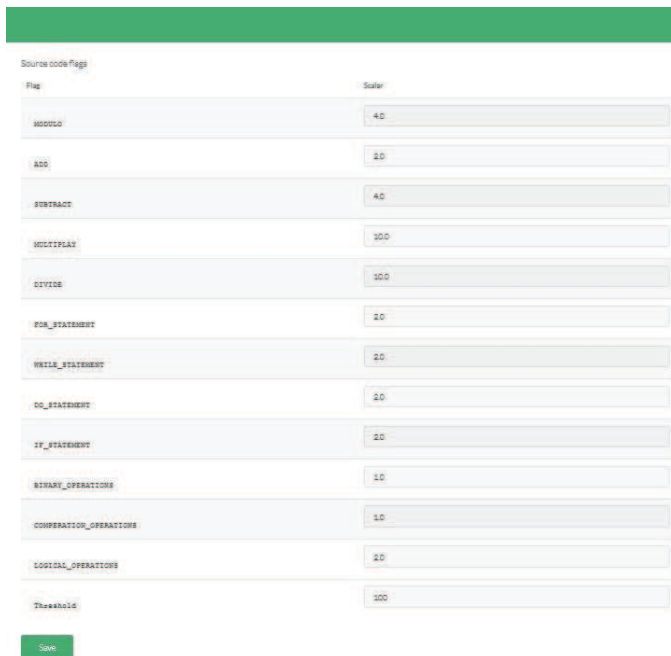 Source code flags
Flag Scalar
MODULO 4.0
ADD 2.0
SUBTRACT 4.0
MULTIPLAY 10.0
DIVIDE 10.0
FOR_STATEMENT 2.0
WHILE_STATEMENT 2.0
DO_STATEMENT 2.0
IF_STATEMENT 2.0
BINARY_OPERATIONS 1.0
COMPERATION_OPERATIONS 1.0
LOGICAL_OPERATIONS 2.0
Threshold 100
Save